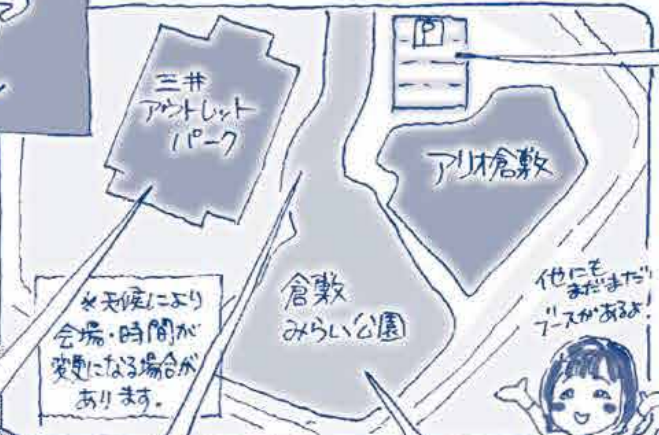 三井
アウトレット
パーク
P
アリオ倉敷
倉敷
みらい公園
※天候により
会場・時間が
変更になる場合が
あります。
他にも
まだまだ
ブースがあるよ!